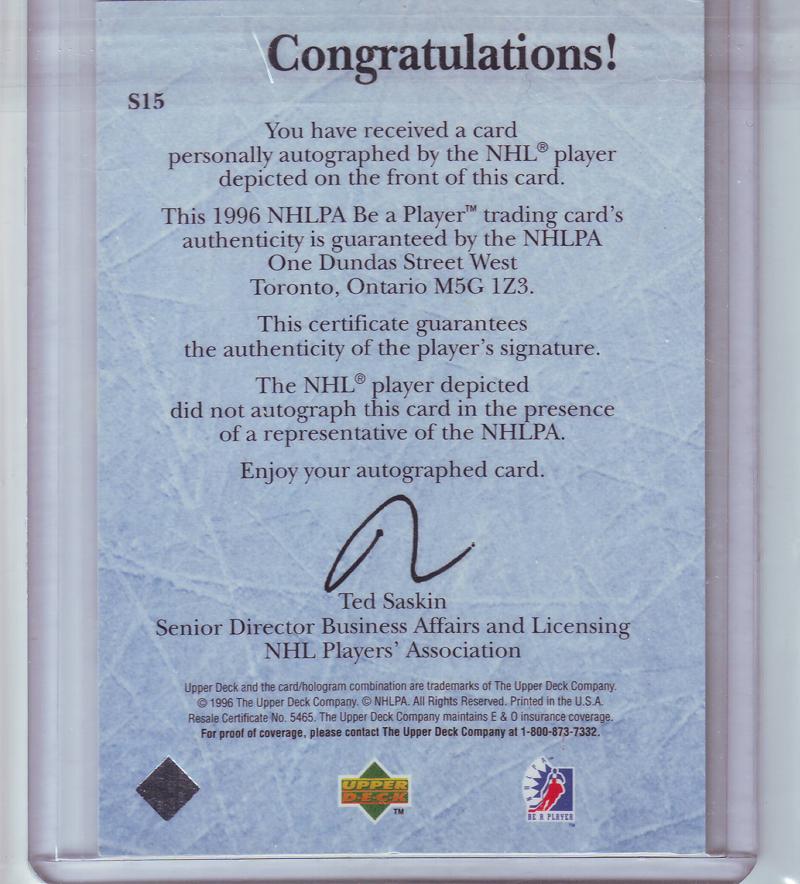 Congratulations!
S15
You have received a card
personally autographed by the NHL® player
depicted on the front of this card.
This 1996 NHLPA Be a Player™ trading card's
authenticity is guaranteed by the NHLPA
One Dundas Street West
Toronto, Ontario M5G 1Z3.
This certificate guarantees
the authenticity of the player's signature.
The NHL® player depicted
did not autograph this card in the presence
of a representative of the NHLPA.
Enjoy your autographed card.
Ted Saskin
Senior Director Business Affairs and Licensing
NHL Players' Association
Upper Deck and the card/hologram combination are trademarks of The Upper Deck Company.
© 1996 The Upper Deck Company. © NHLPA. All Rights Reserved. Printed in the U.S.A.
Resale Certificate No. 5465. The Upper Deck Company maintains E & O insurance coverage.
For proof of coverage, please contact The Upper Deck Company at 1-800-873-7332.
UPPER
DECK
TM
NHLPA
BE A PLAYER
TM